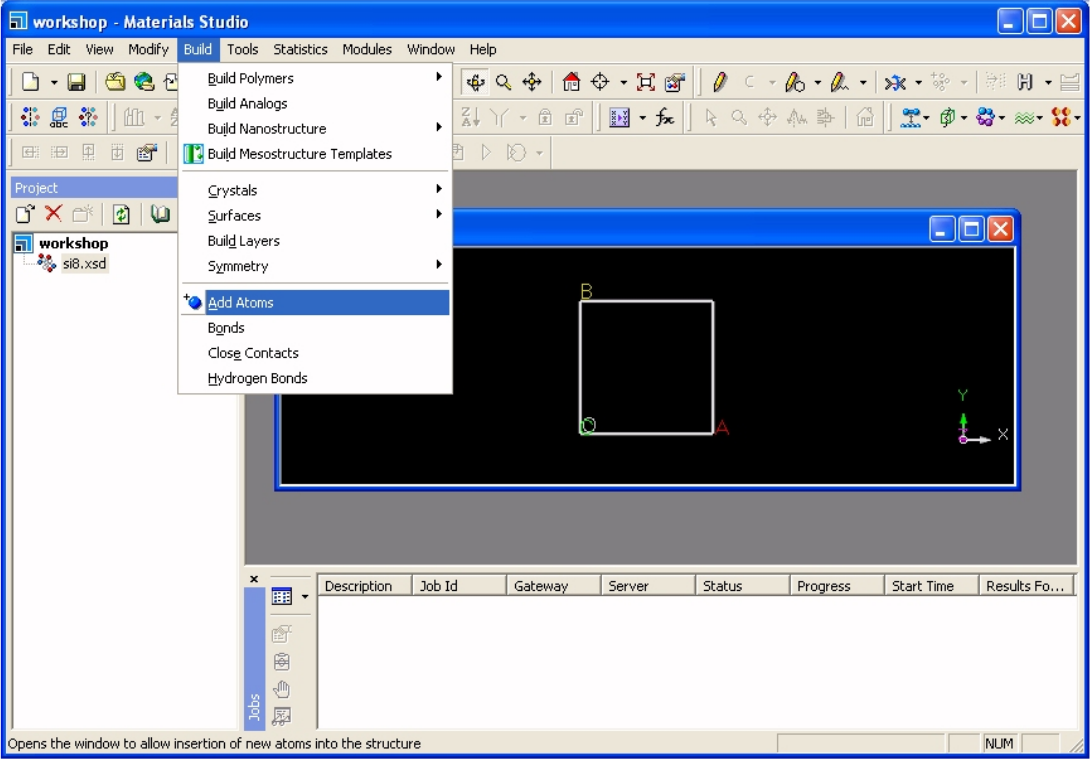 workshop - Materials Studio
File Edit View Modify Build Tools Statistics Modules Window Help
Build Polymers
Build Analogs
Build Nanostructure
Build Mesostructure Templates
Crystals
Surfaces
Build Layers
Symmetry
Add Atoms
Bonds
Close Contacts
Hydrogen Bonds
Project
workshop
si8.xsd
B
O
A
Y
X
Description Job Id Gateway Server Status Progress Start Time Results Fo...
Jobs
Opens the window to allow insertion of new atoms into the structure
NUM